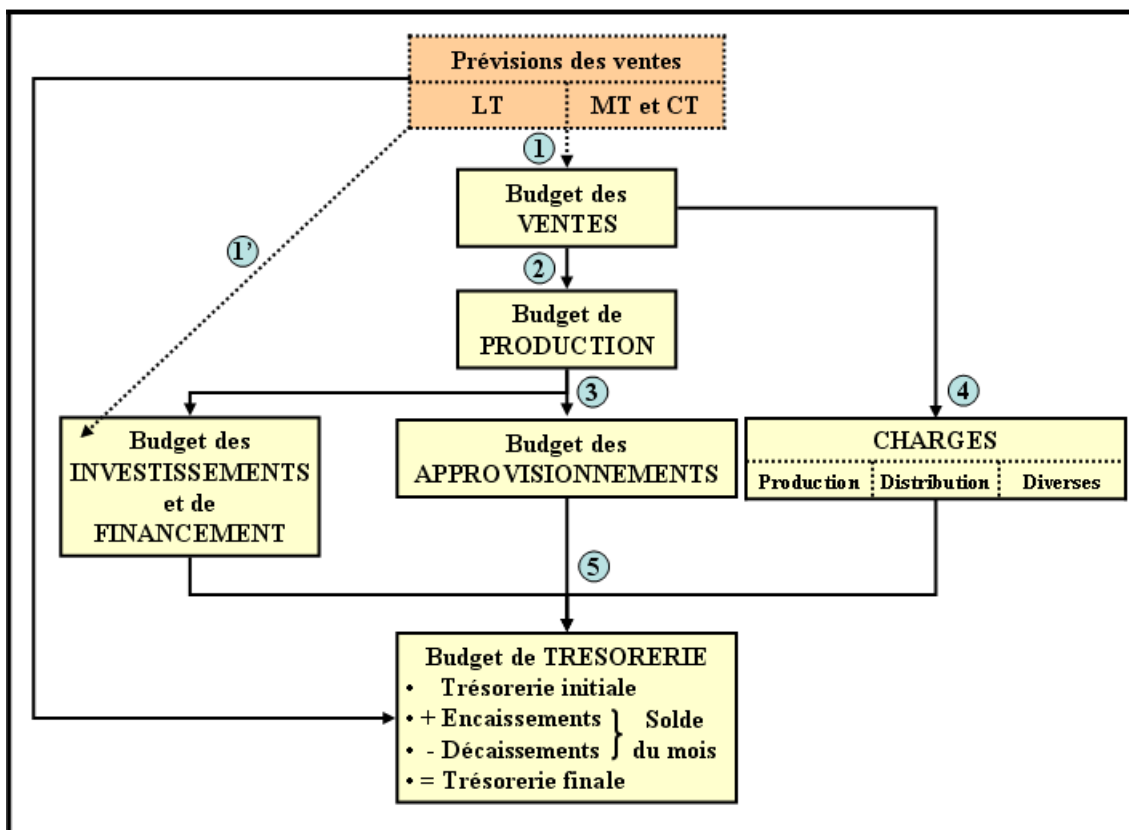 Prévisions des ventes
LT
MT et CT
1
Budget des
VENTES
1’
2
Budget de
PRODUCTION
3
4
Budget des
INVESTISSEMENTS
et de
FINANCEMENT
Budget des
APPROVISIONNEMENTS
CHARGES
Production
Distribution
Diverses
5
Budget de TRESORERIE
• Trésorerie initiale
• + Encaissements
• - Décaissements
} Solde
du mois
• = Trésorerie finale